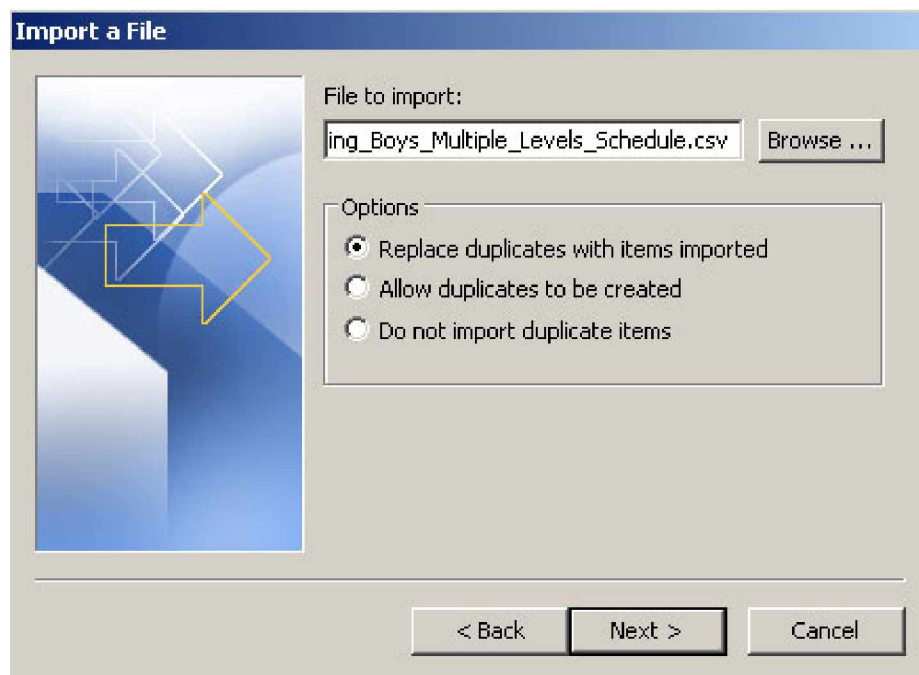 Import a File
File to import:
ing_Boys_Multiple_Levels_Schedule.csv
Browse ...
Options
Replace duplicates with items imported
Allow duplicates to be created
Do not import duplicate items
< Back
Next >
Cancel